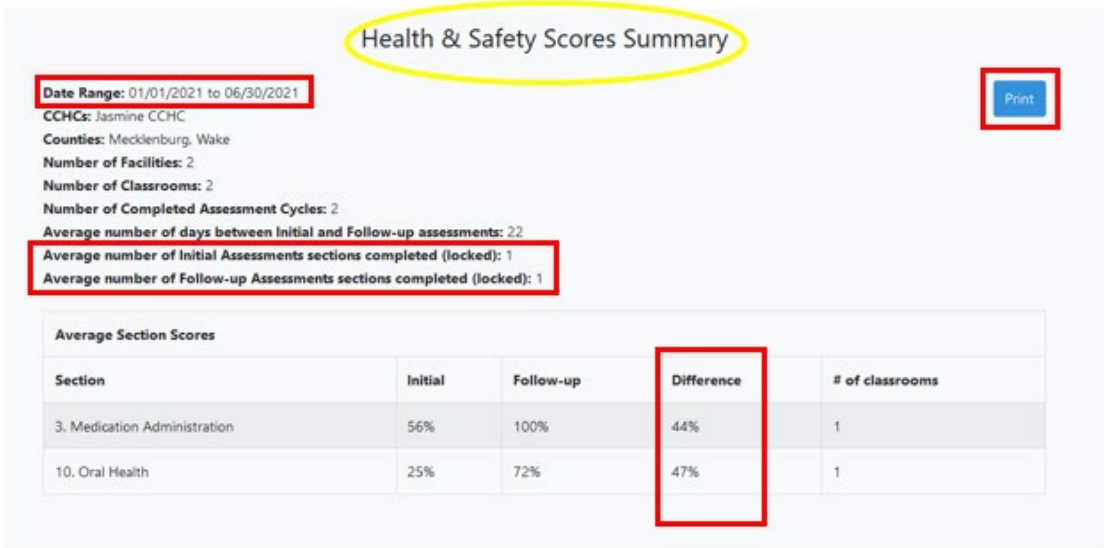 Health & Safety Scores Summary
Date Range: 01/01/2021 to 06/30/2021
Print
CCHCs: Jasmine CCHC
Counties: Mecklenburg, Wake
Number of Facilities: 2
Number of Classrooms: 2
Number of Completed Assessment Cycles: 2
Average number of days between Initial and Follow-up assessments: 22
Average number of Initial Assessments sections completed (locked): 1
Average number of Follow-up Assessments sections completed (locked): 1
Average Section Scores
Section Initial Follow-up Difference # of classrooms
3. Medication Administration 56% 100% 44% 1
10. Oral Health 25% 72% 47% 1